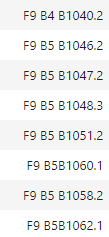 F9 B4 B1040.2
F9 B5 B1046.2
F9 B5 B1047.2
F9 B5 B1048.3
F9 B5 B1051.2
F9 B5B1060.1
F9 B5 B1058.2
F9 B5B1062.1